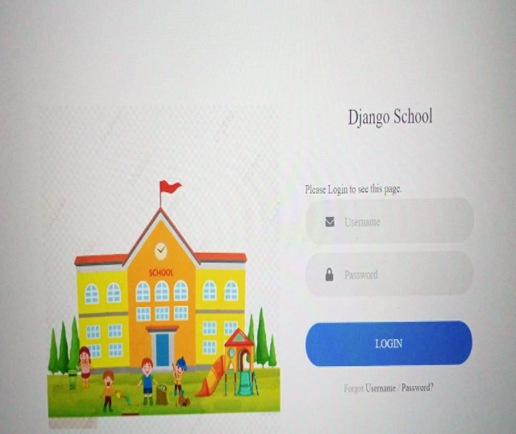 Django School
Please Login to see this page.
Username
Password
LOGIN
Forgot Username / Password?
SCHOOL